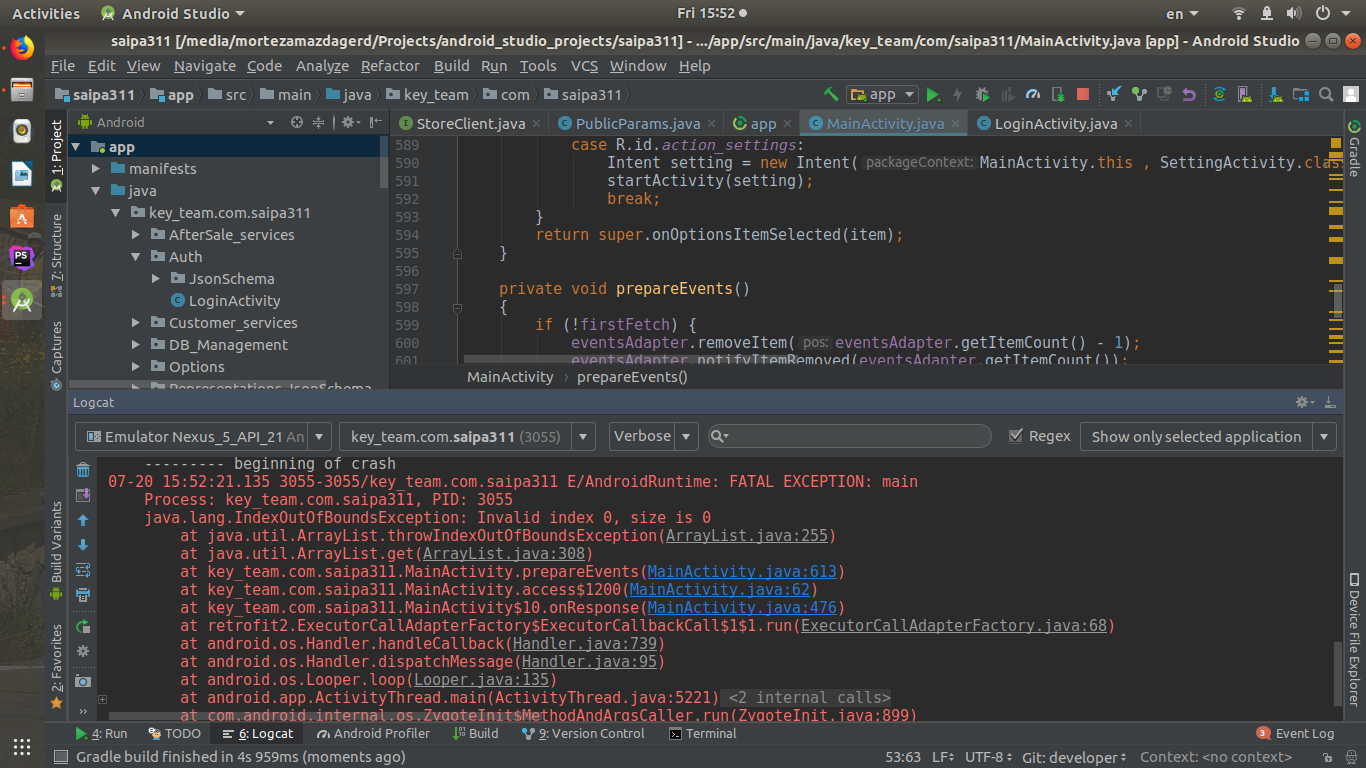 Activities
Android Studio
Fri 15:52
en
saipa311 [/media/mortezamazdagerd/Projects/android_studio_projects/saipa311] - .../app/src/main/java/key_team/com/saipa311/MainActivity.java [app] - Android Studio
File Edit View Navigate Code Analyze Refactor Build Run Tools VCS Window Help
saipa311 app src main java key_team com saipa311
app
Android
StoreClient.java PublicParams.java app MainActivity.java LoginActivity.java
1: Project
7: Structure
Captures
Build Variants
2: Favorites
app
manifests
java
key_team.com.saipa311
AfterSale_services
Auth
JsonSchema
LoginActivity
Customer_services
DB_Management
Options
Representations_JsonSchema
589 case R.id.action_settings:
590 Intent setting = new Intent( packageContext: MainActivity.this , SettingActivity.clas
591 startActivity(setting);
592 break;
593 }
594 return super.onOptionsItemSelected(item);
595 }
596
597 private void prepareEvents()
598 {
599 if (!firstFetch) {
600 eventsAdapter.removeItem( pos: eventsAdapter.getItemCount() - 1);
601 eventsAdapter.notifyItemRemoved(eventsAdapter.getItemCount());
MainActivity › prepareEvents()
Gradle
Device File Explorer
Logcat
Emulator Nexus_5_API_21 An
key_team.com.saipa311 (3055)
Verbose
Regex
Show only selected application
--------- beginning of crash
07-20 15:52:21.135 3055-3055/key_team.com.saipa311 E/AndroidRuntime: FATAL EXCEPTION: main
Process: key_team.com.saipa311, PID: 3055
java.lang.IndexOutOfBoundsException: Invalid index 0, size is 0
at java.util.ArrayList.throwIndexOutOfBoundsException(ArrayList.java:255)
at java.util.ArrayList.get(ArrayList.java:308)
at key_team.com.saipa311.MainActivity.prepareEvents(MainActivity.java:613)
at key_team.com.saipa311.MainActivity.access$1200(MainActivity.java:62)
at key_team.com.saipa311.MainActivity$10.onResponse(MainActivity.java:476)
at retrofit2.ExecutorCallAdapterFactory$ExecutorCallbackCall$1$1.run(ExecutorCallAdapterFactory.java:68)
at android.os.Handler.handleCallback(Handler.java:739)
at android.os.Handler.dispatchMessage(Handler.java:95)
at android.os.Looper.loop(Looper.java:135)
at android.app.ActivityThread.main(ActivityThread.java:5221) <2 internal calls>
at com.android.internal.os.ZygoteInit$MethodAndArgsCaller.run(ZygoteInit.java:899)
4: Run TODO 6: Logcat Android Profiler Build 9: Version Control Terminal
3 Event Log
Gradle build finished in 4s 959ms (moments ago)
53:63 LF UTF-8 Git: developer Context: <no context>